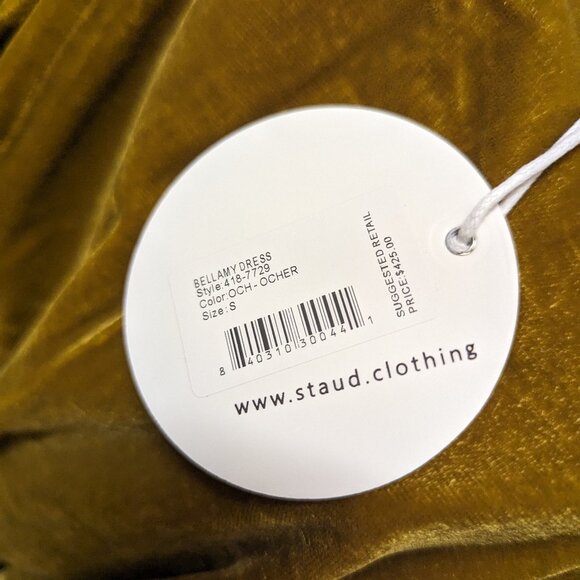 BELLAMY DRESS
Style:418-7729
Color:OCH - OCHER
Size: S
8 40310 30044 1
SUGGESTED RETAIL
PRICE:$425.00
www.staud.clothing